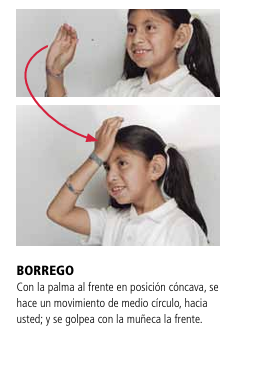 BORREGO
Con la palma al frente en posición cóncava, se
hace un movimiento de medio círculo, hacia
usted; y se golpea con la muñeca la frente.